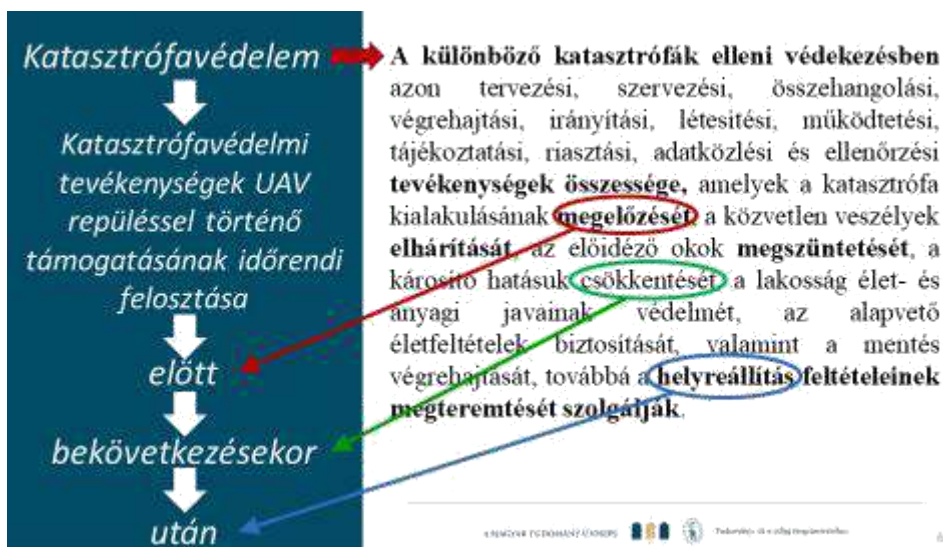 Katasztrófavédelem
Katasztrófavédelmi
tevékenységek UAV
repüléssel történő
támogatásának időrendi
felosztása
előtt
bekövetkezésekor
után
A különböző katasztrófák elleni védekezésben
azon tervezési, szervezési, összehangolási,
végrehajtási, irányítási, létesítési, működtetési,
tájékoztatási, riasztási, adatközlési és ellenőrzési
tevékenységek összessége, amelyek a katasztrófa
kialakulásának megelőzését, a közvetlen veszélyek
elhárítását, az előidéző okok megszüntetését, a
károsító hatásuk csökkentését, a lakosság élet- és
anyagi javainak védelmét, az alapvető
életfeltételek biztosítását, valamint a mentés
végrehajtását, továbbá a helyreállítás feltételeinek
megteremtését szolgálják.
A MAGYAR TUDOMÁNY ÜNNEPE